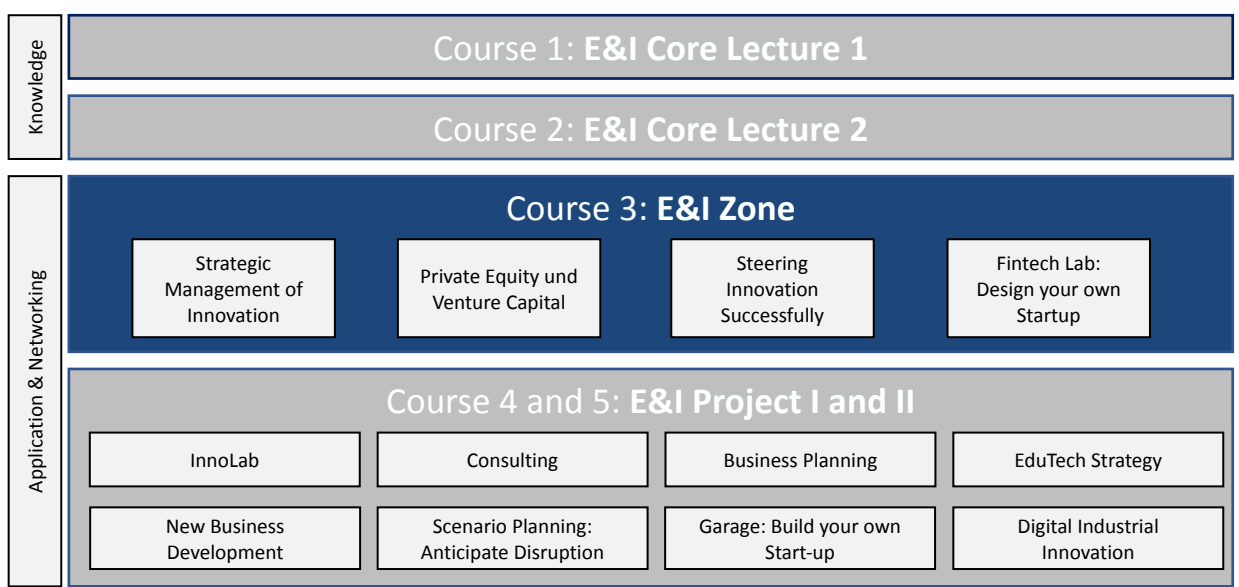 Knowledge
Course 1: E&I Core Lecture 1
Course 2: E&I Core Lecture 2
Application & Networking
Course 3: E&I Zone
Strategic
Management of
Innovation
Private Equity und
Venture Capital
Steering
Innovation
Successfully
Fintech Lab:
Design your own
Startup
Course 4 and 5: E&I Project I and II
InnoLab
Consulting
Business Planning
EduTech Strategy
New Business
Development
Scenario Planning:
Anticipate Disruption
Garage: Build your own
Start-up
Digital Industrial
Innovation